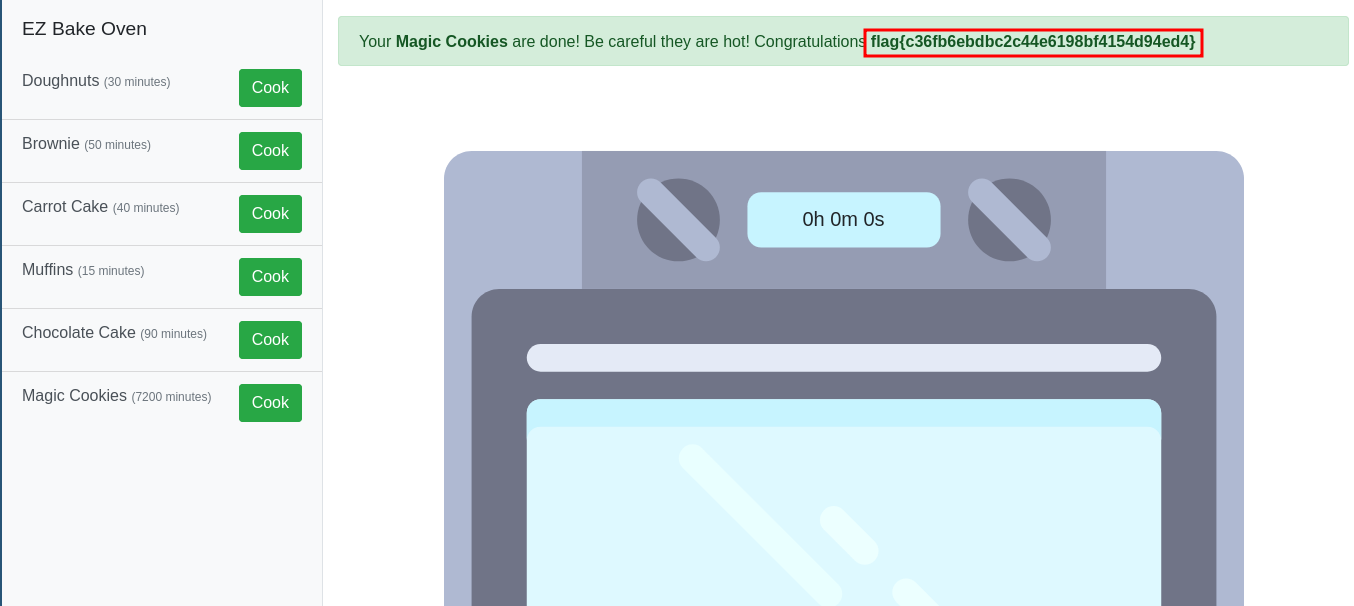 EZ Bake Oven
Your Magic Cookies are done! Be careful they are hot! Congratulations flag{c36fb6ebdbc2c44e6198bf4154d94ed4}
Doughnuts (30 minutes)
Cook
Brownie (50 minutes)
Cook
Carrot Cake (40 minutes)
Cook
Muffins (15 minutes)
Cook
Chocolate Cake (90 minutes)
Cook
Magic Cookies (7200 minutes)
Cook
0h 0m 0s